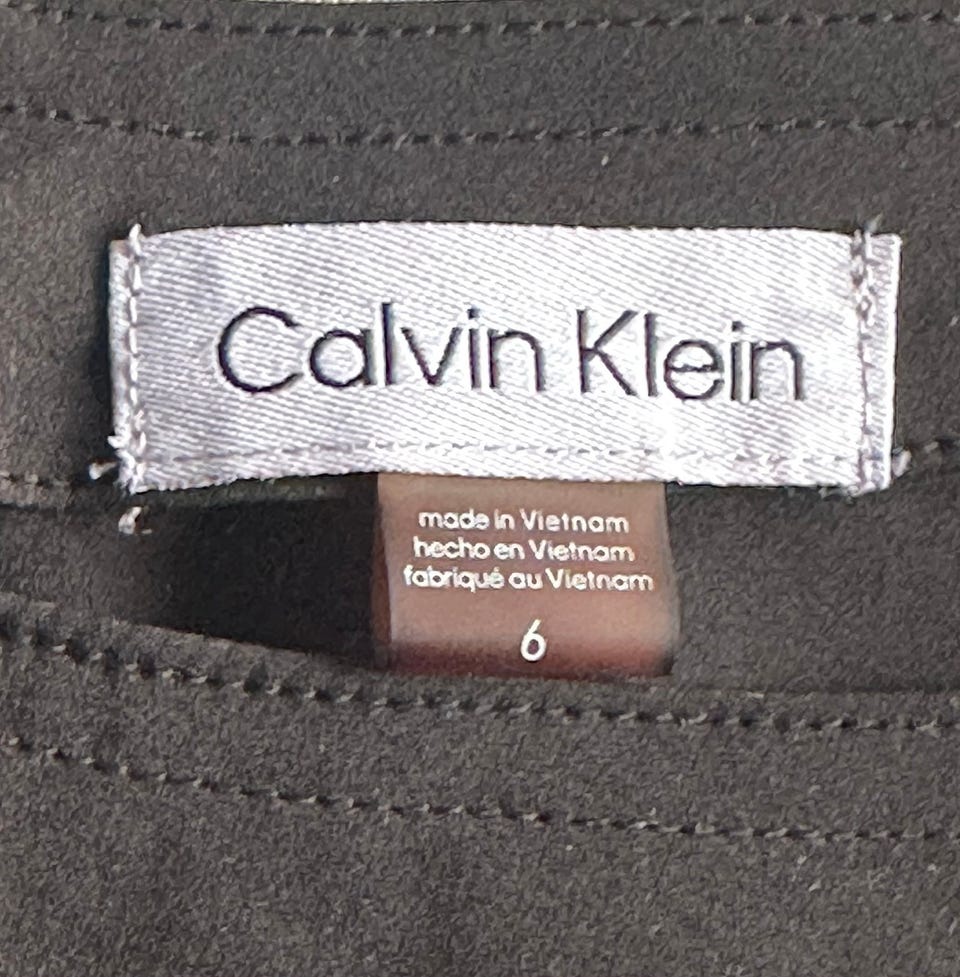 Calvin Klein
made in Vietnam
hecho en Vietnam
fabriqué au Vietnam
6